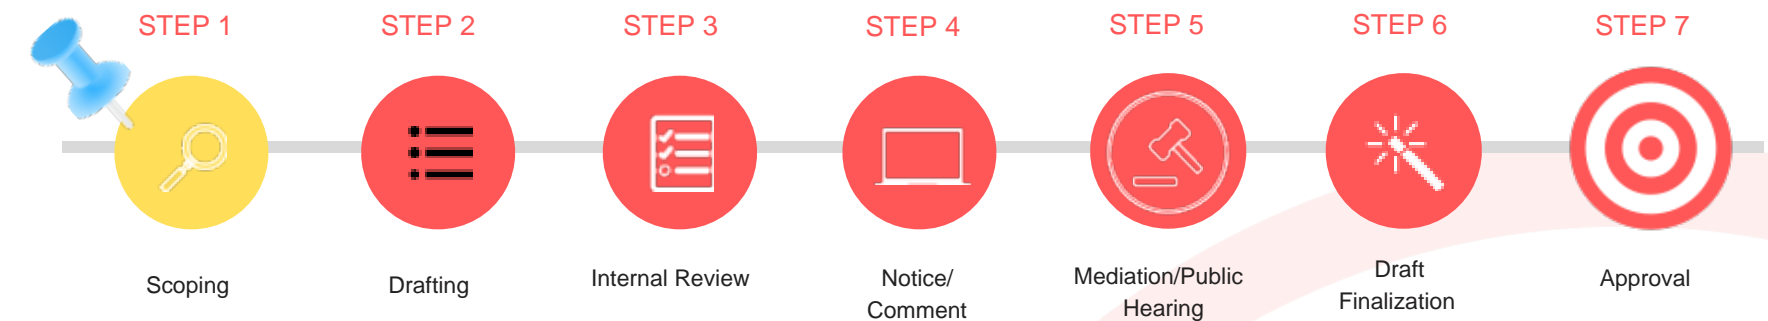 STEP 1
STEP 2
STEP 3
STEP 4
STEP 5
STEP 6
STEP 7
Scoping
Drafting
Internal Review
Notice/
Comment
Mediation/Public
Hearing
Draft
Finalization
Approval